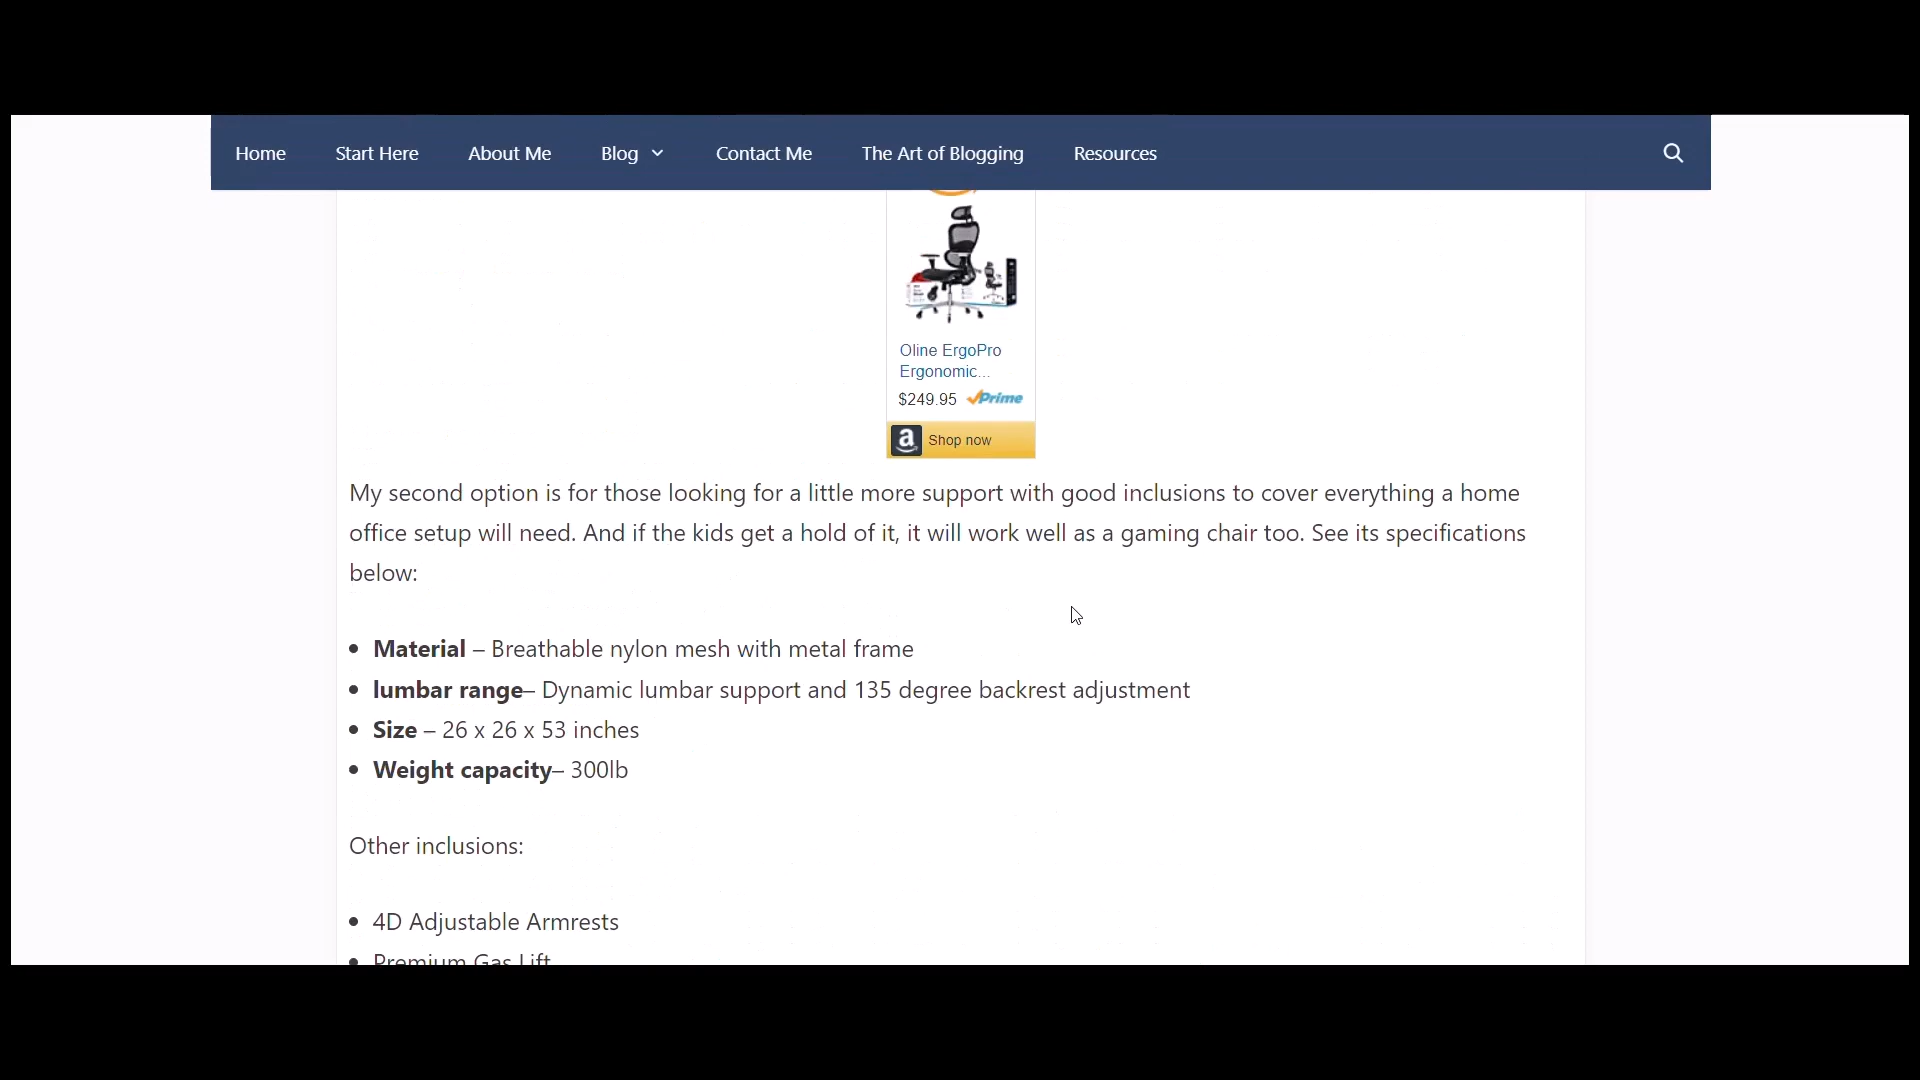 Home Start Here About Me Blog Contact Me The Art of Blogging Resources
Oline ErgoPro
Ergonomic...
$249.95 Prime
a Shop now
My second option is for those looking for a little more support with good inclusions to cover everything a home
office setup will need. And if the kids get a hold of it, it will work well as a gaming chair too. See its specifications
below:
• Material – Breathable nylon mesh with metal frame
• lumbar range– Dynamic lumbar support and 135 degree backrest adjustment
• Size – 26 x 26 x 53 inches
• Weight capacity– 300lb
Other inclusions:
• 4D Adjustable Armrests
• Premium Gas Lift